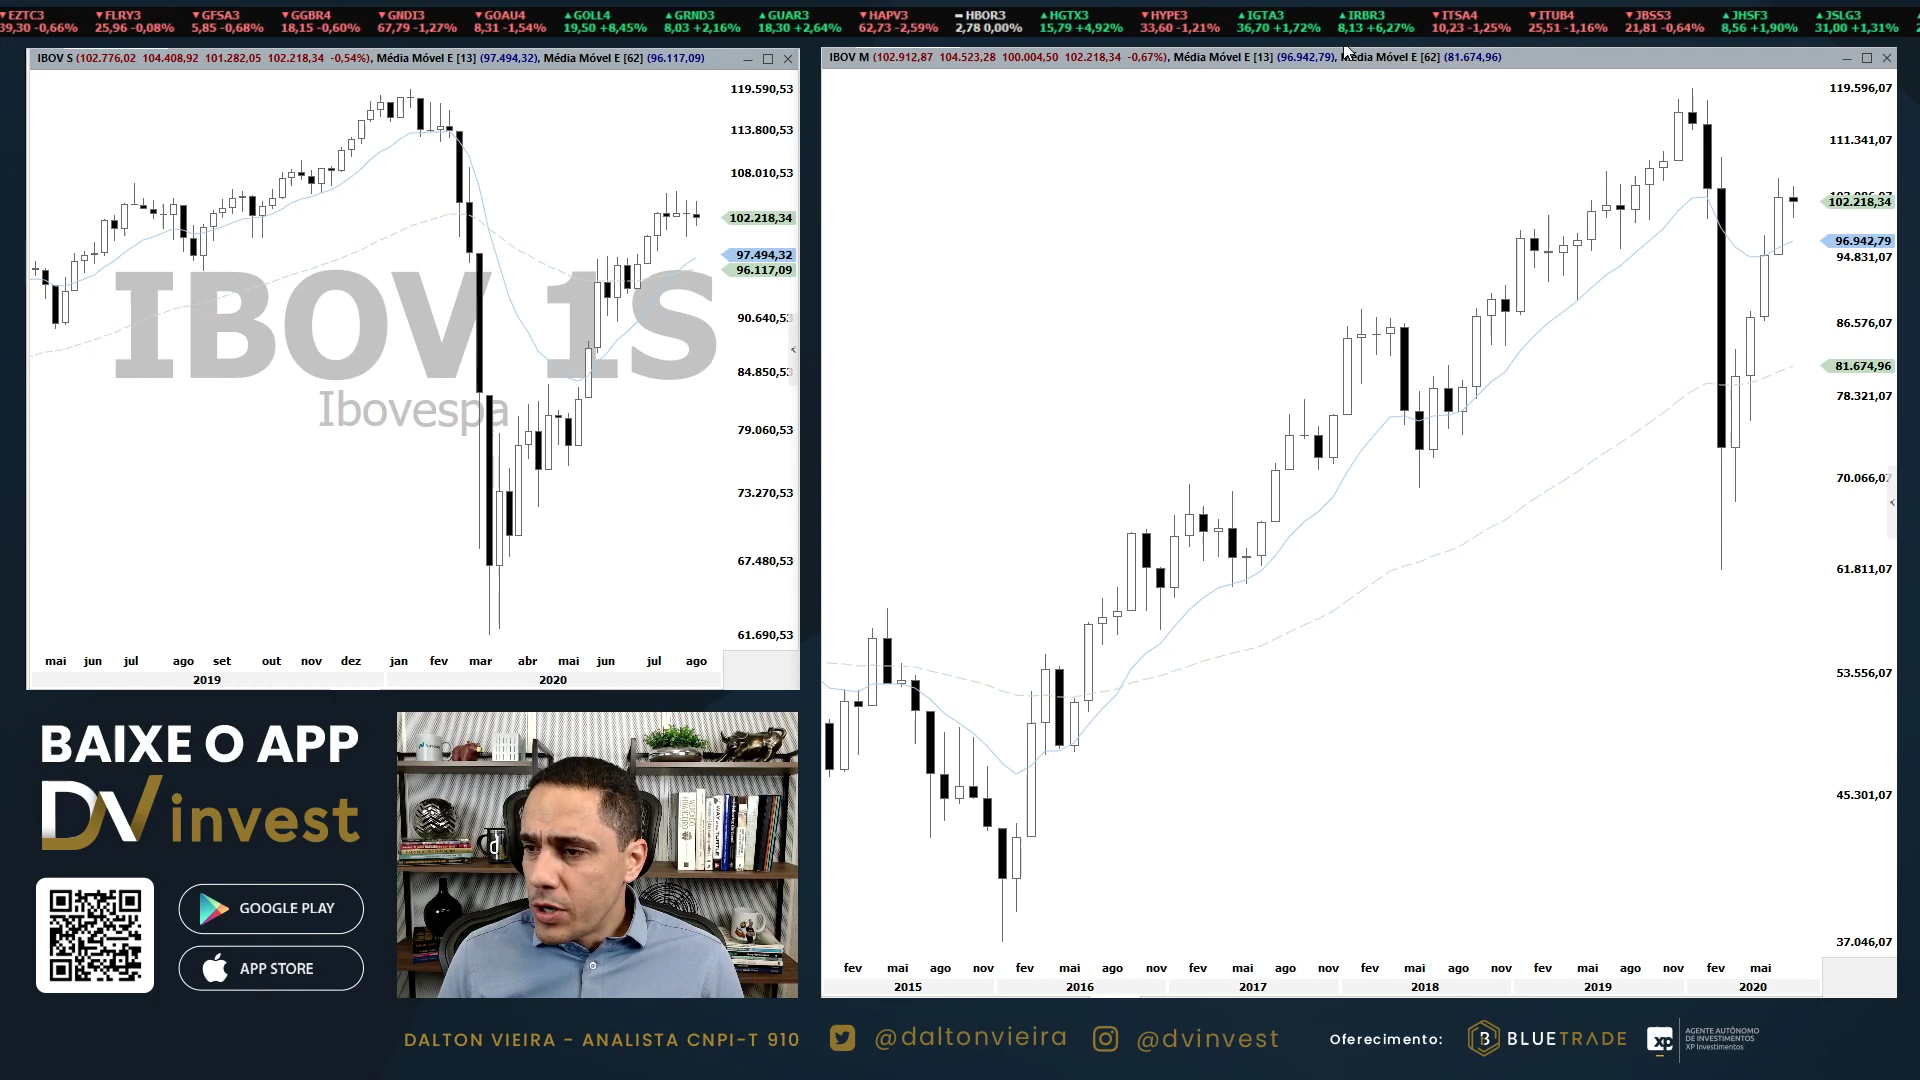 ▼EZTC3 ▼FLRY3 ▼GFSA3 ▼GGBR4 ▼GNDI3 ▼GOAU4 ▲GOLL4 ▲GRND3 ▲GUAR3 ▼HAPV3 HBOR3 ▲HGTX3 ▼HYPE3 ▲IGTA3 ▲IRBR3 ▼ITSA4 ▼ITUB4 ▼JBSS3 ▲JHSF3 ▲JSLG3
39,30 -0,66% 25,96 -0,08% 5,85 -0,68% 18,15 -0,60% 67,79 -1,27% 8,31 -1,54% 19,50 +8,45% 8,03 +2,16% 18,30 +2,64% 62,73 -2,59% 2,78 0,00% 15,79 +4,92% 33,60 -1,21% 36,70 +1,72% 8,13 +6,27% 10,23 -1,25% 25,51 -1,16% 21,81 -0,64% 8,56 +1,90% 31,00 +1,31%
IBOV S (102.776,02 104.408,92 101.282,05 102.218,34 -0,54%), Média Móvel E [13] (97.494,32), Média Móvel E [62] (96.117,09)
119.590,53
113.800,53
108.010,53
102.218,34
97.494,32
96.117,09
90.640,53
84.850,53
79.060,53
73.270,53
67.480,53
61.690,53
IBOV 1S
Ibovespa
mai jun jul ago set out nov dez jan fev mar abr mai jun jul ago
2019 2020
IBOV M (102.912,87 104.523,28 100.004,50 102.218,34 -0,67%), Média Móvel E [13] (96.942,79), Média Móvel E [62] (81.674,96)
119.596,07
111.341,07
102.218,34
96.942,79
94.831,07
86.576,07
81.674,96
78.321,07
70.066,07
61.811,07
53.556,07
45.301,07
37.046,07
fev mai ago nov fev mai ago nov fev mai ago nov fev mai ago nov fev mai ago nov fev mai
2015 2016 2017 2018 2019 2020
BAIXE O APP
DV invest
GOOGLE PLAY
APP STORE
DALTON VIEIRA - ANALISTA CNPI-T 910
@daltonvieira
@dvinvest
Oferecimento:
BLUETRADE
xp
AGENTE AUTÔNOMO
DE INVESTIMENTOS
XP Investimentos